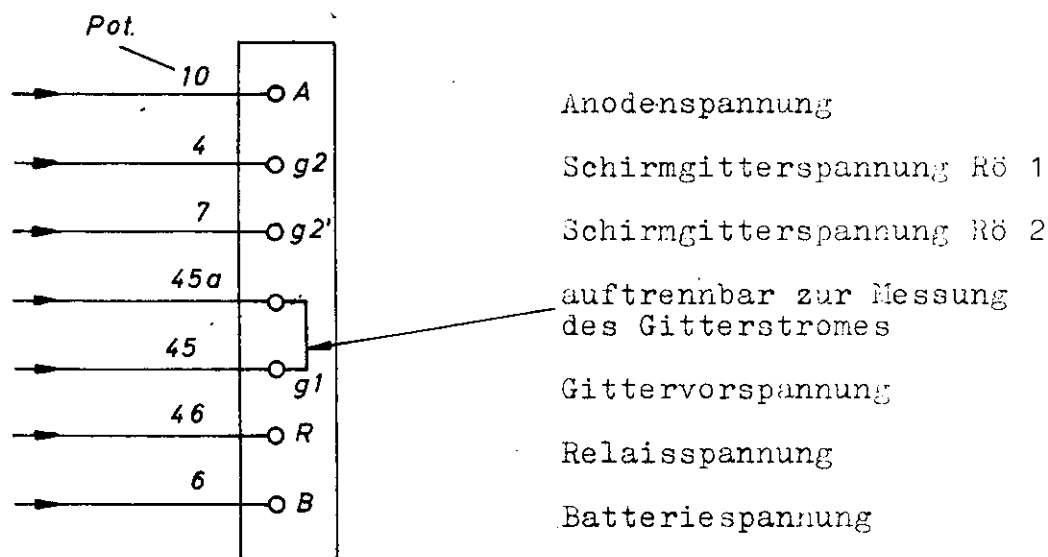 Pot.
10 A Anodenspannung
4 g2 Schirmgitterspannung Rö 1
7 g2' Schirmgitterspannung Rö 2
45a auftrennbar zur Messung
des Gitterstromes
45 g1 Gittervorspannung
46 R Relaisspannung
6 B Batteriespannung